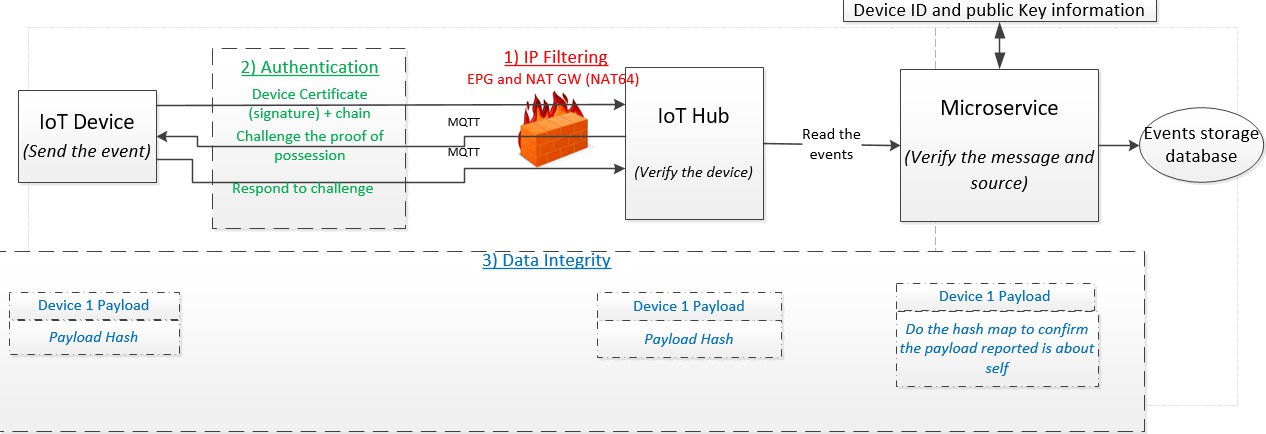 Device ID and public Key information
1) IP Filtering
EPG and NAT GW (NAT64)
2) Authentication
Device Certificate
(signature) + chain
Challenge the proof of
possession
Respond to challenge
MQTT
MQTT
IoT Device
(Send the event)
IoT Hub
(Verify the device)
Read the
events
Microservice
(Verify the message and
source)
Events storage
database
3) Data Integrity
Device 1 Payload
Payload Hash
Device 1 Payload
Payload Hash
Device 1 Payload
Do the hash map to confirm
the payload reported is about
self